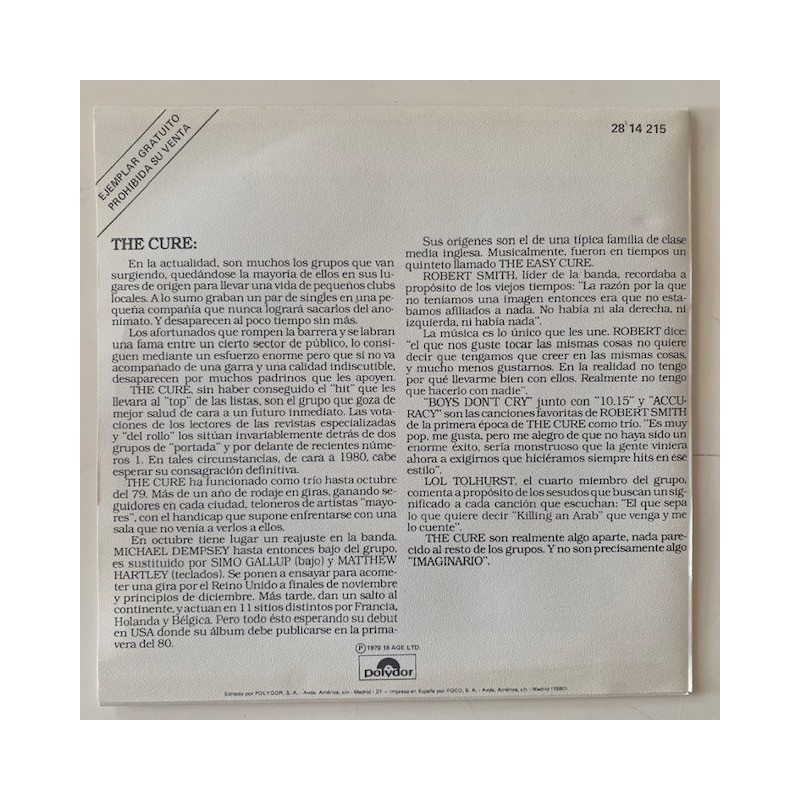 EJEMPLAR GRATUITO
PROHIBIDA SU VENTA
28 14 215
THE CURE:
En la actualidad, son muchos los grupos que van
surgiendo, quedándose la mayoría de ellos en sus lu-
gares de origen para llevar una vida de pequeños clubs
locales. A lo sumo graban un par de singles en una pe-
queña compañía que nunca logrará sacarlos del ano-
nimato. Y desaparecen al poco tiempo sin más.
Los afortunados que rompen la barrera y se labran
una fama entre un cierto sector de público, lo consi-
guen mediante un esfuerzo enorme pero que si no va
acompañado de una garra y una calidad indiscutible,
desaparecen por muchos padrinos que les apoyen.
THE CURE, sin haber conseguido el "hit" que les
llevara al "top" de las listas, son el grupo que goza de
mejor salud de cara a un futuro inmediato. Las vota-
ciones de los lectores de las revistas especializadas
y "del rollo" los sitúan invariablemente detrás de dos
grupos de "portada" y por delante de recientes núme-
ros 1. En tales circunstancias, de cara a 1980, cabe
esperar su consagración definitiva.
THE CURE ha funcionado como trío hasta octubre
del 79. Más de un año de rodaje en giras, ganando se-
guidores en cada ciudad, teloneros de artistas "mayo-
res", con el handicap que supone enfrentarse con una
sala que no venía a verlos a ellos.
En octubre tiene lugar un reajuste en la banda.
MICHAEL DEMPSEY hasta entonces bajo del grupo,
es sustituido por SIMO GALLUP (bajo) y MATTHEW
HARTLEY (teclados). Se ponen a ensayar para acome-
ter una gira por el Reino Unido a finales de noviembre
y principios de diciembre. Más tarde, dan un salto al
continente, y actuan en 11 sitios distintos por Francia,
Holanda y Bélgica. Pero todo ésto esperando su debut
en USA donde su álbum debe publicarse en la prima-
vera del 80.
Sus orígenes son el de una típica familia de clase
media inglesa. Musicalmente, fueron en tiempos un
quinteto llamado THE EASY CURE.
ROBERT SMITH, líder de la banda, recordaba a
propósito de los viejos tiempos: "La razón por la que
no teníamos una imagen entonces era que no esta-
bamos afiliados a nada. No había ni ala derecha, ni
izquierda, ni había nada".
La música es lo único que les une. ROBERT dice:
"el que nos guste tocar las mismas cosas no quiere
decir que tengamos que creer en las mismas cosas,
y mucho menos gustarnos. En la realidad no tengo
por qué llevarme bien con ellos. Realmente no tengo
que hacerlo con nadie".
"BOYS DON'T CRY" junto con "10.15" y "ACCU-
RACY" son las canciones favoritas de ROBERT SMITH
de la primera época de THE CURE como trío. "Es muy
pop, me gusta, pero me alegro de que no haya sido un
enorme éxito, sería monstruoso que la gente viniera
ahora a exigirnos que hiciéramos siempre hits en ese
estilo".
LOL TOLHURST, el cuarto miembro del grupo,
comenta a propósito de los sesudos que buscan un sig-
nificado a cada canción que escuchan: "El que sepa
lo que quiere decir "Killing an Arab" que venga y me
lo cuente".
THE CURE son realmente algo aparte, nada pare-
cido al resto de los grupos. Y no son precisamente algo
"IMAGINARIO".
Ⓟ 1979 18 AGE LTD.
polydor
Editado por POLYDOR, S. A. - Avda. América, s/n - Madrid - 27 - Impreso en España por FOCO, S. A. - Avda. América, s/n - Madrid (1980)